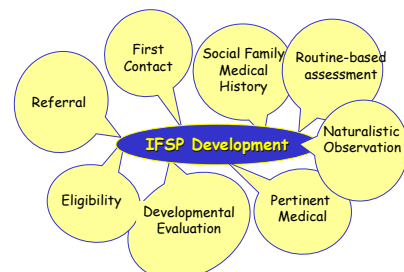 First
Contact
Social Family
Medical
History
Routine-based
assessment
Referral
IFSP Development
Naturalistic
Observation
Eligibility
Developmental
Evaluation
Pertinent
Medical